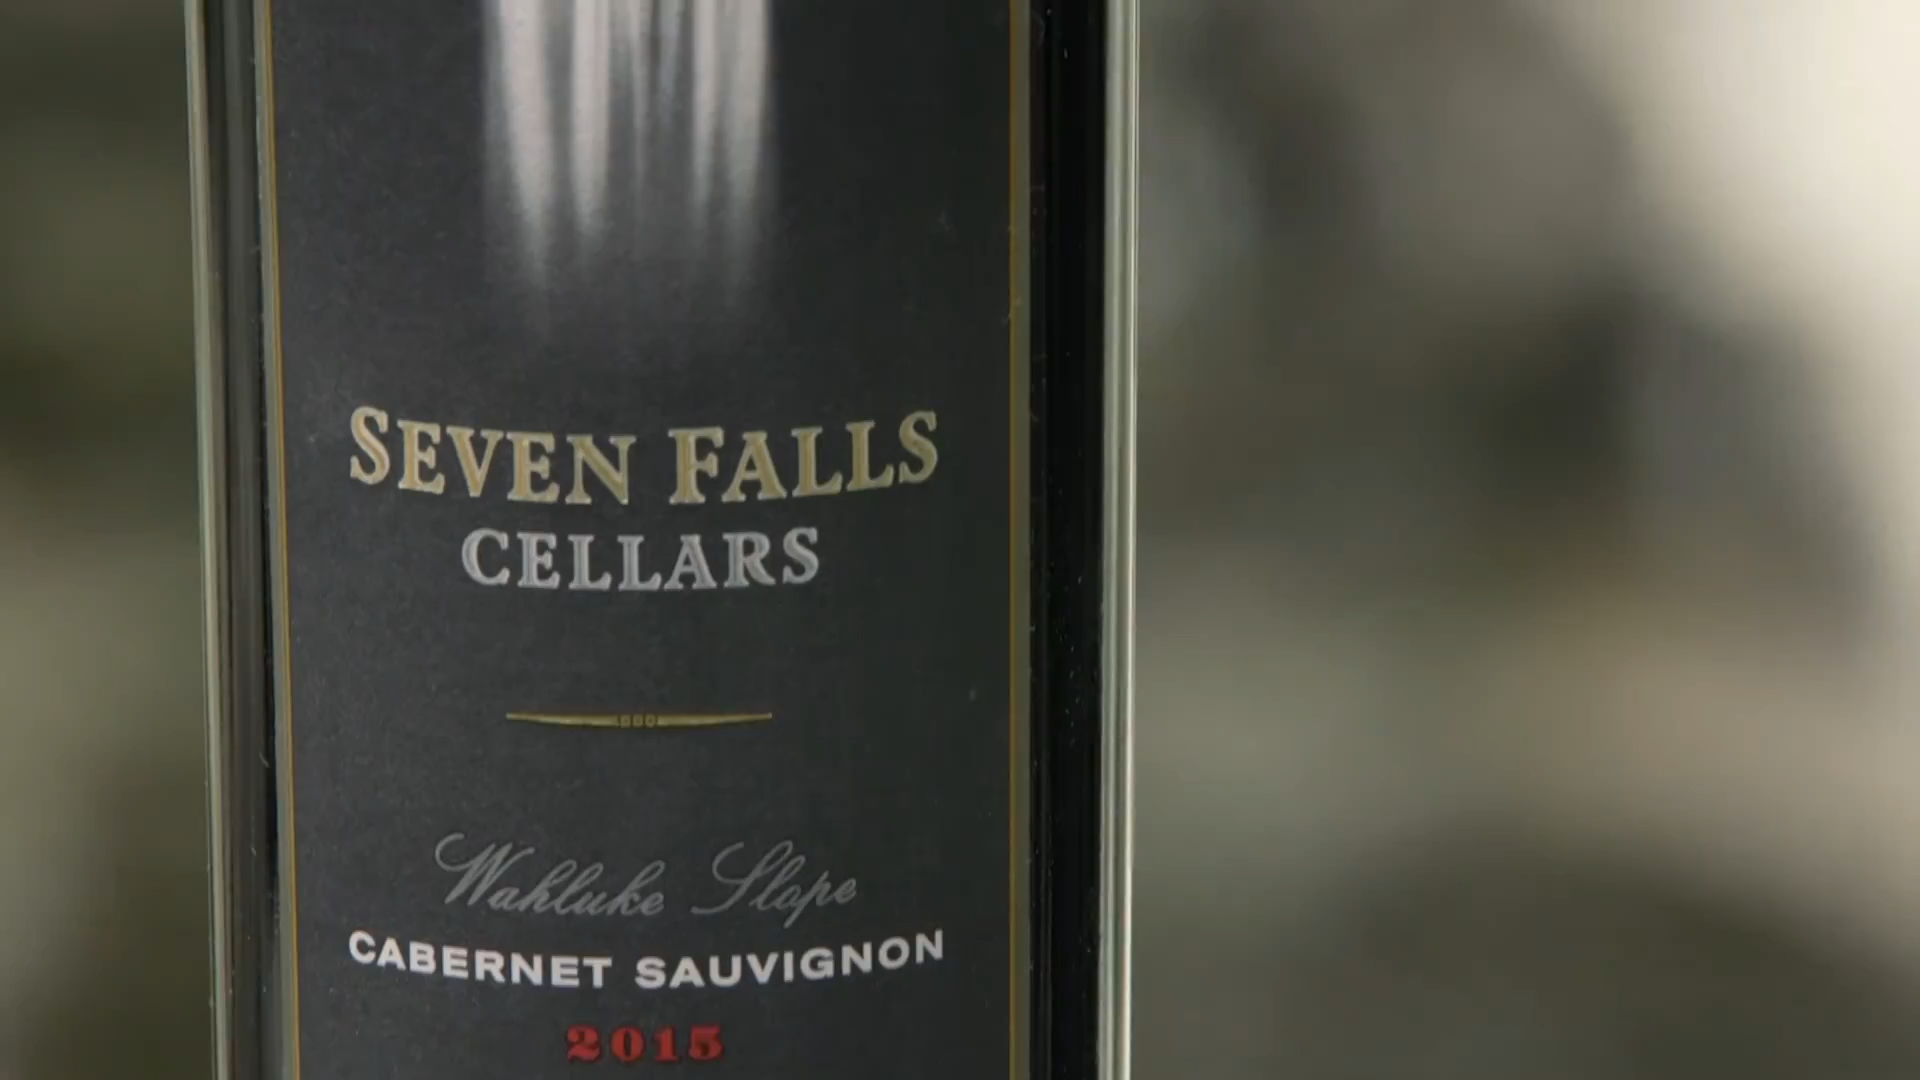 SEVEN FALLS
CELLARS
Wahluke Slope
CABERNET SAUVIGNON
2015